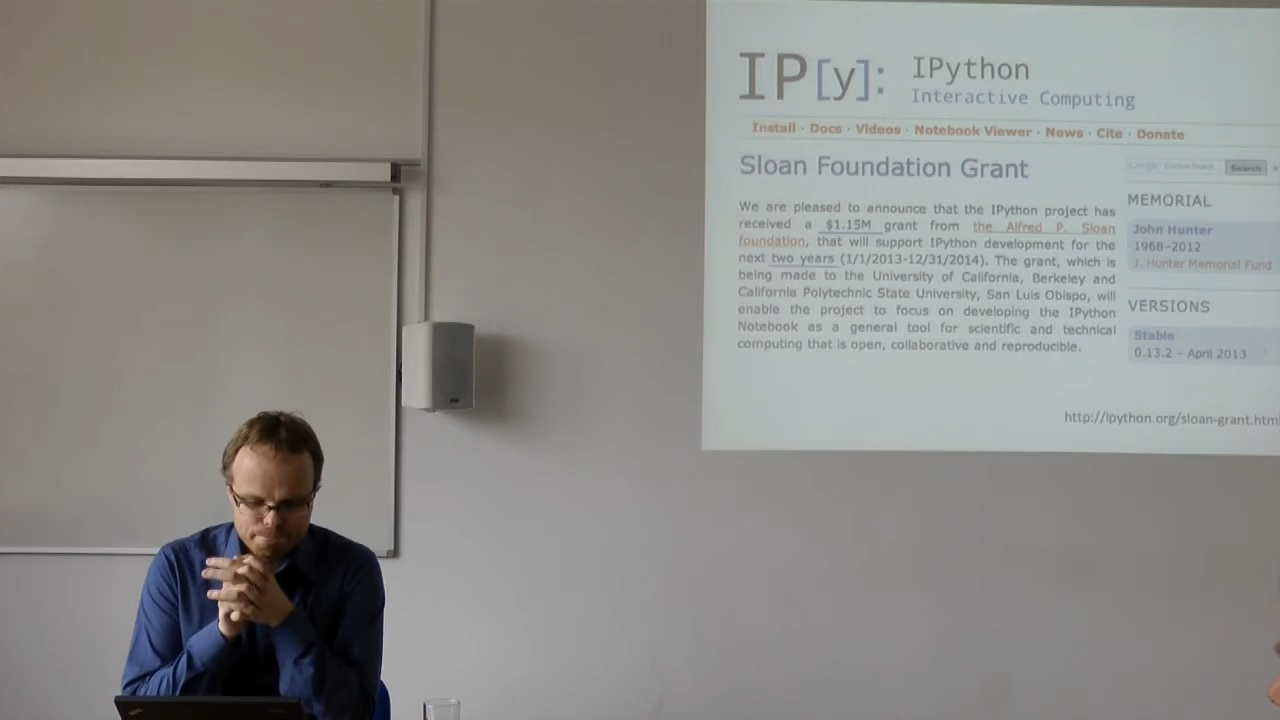 IP[y]: IPython
Interactive Computing
Install · Docs · Videos · Notebook Viewer · News · Cite · Donate
Sloan Foundation Grant
We are pleased to announce that the IPython project has
received a $1.15M grant from the Alfred P. Sloan
foundation, that will support IPython development for the
next two years (1/1/2013-12/31/2014). The grant, which is
being made to the University of California, Berkeley and
California Polytechnic State University, San Luis Obispo, will
enable the project to focus on developing the IPython
Notebook as a general tool for scientific and technical
computing that is open, collaborative and reproducible.
Search ×
MEMORIAL
John Hunter
1968-2012
J. Hunter Memorial Fund
VERSIONS
Stable
0.13.2 – April 2013
http://ipython.org/sloan-grant.htm